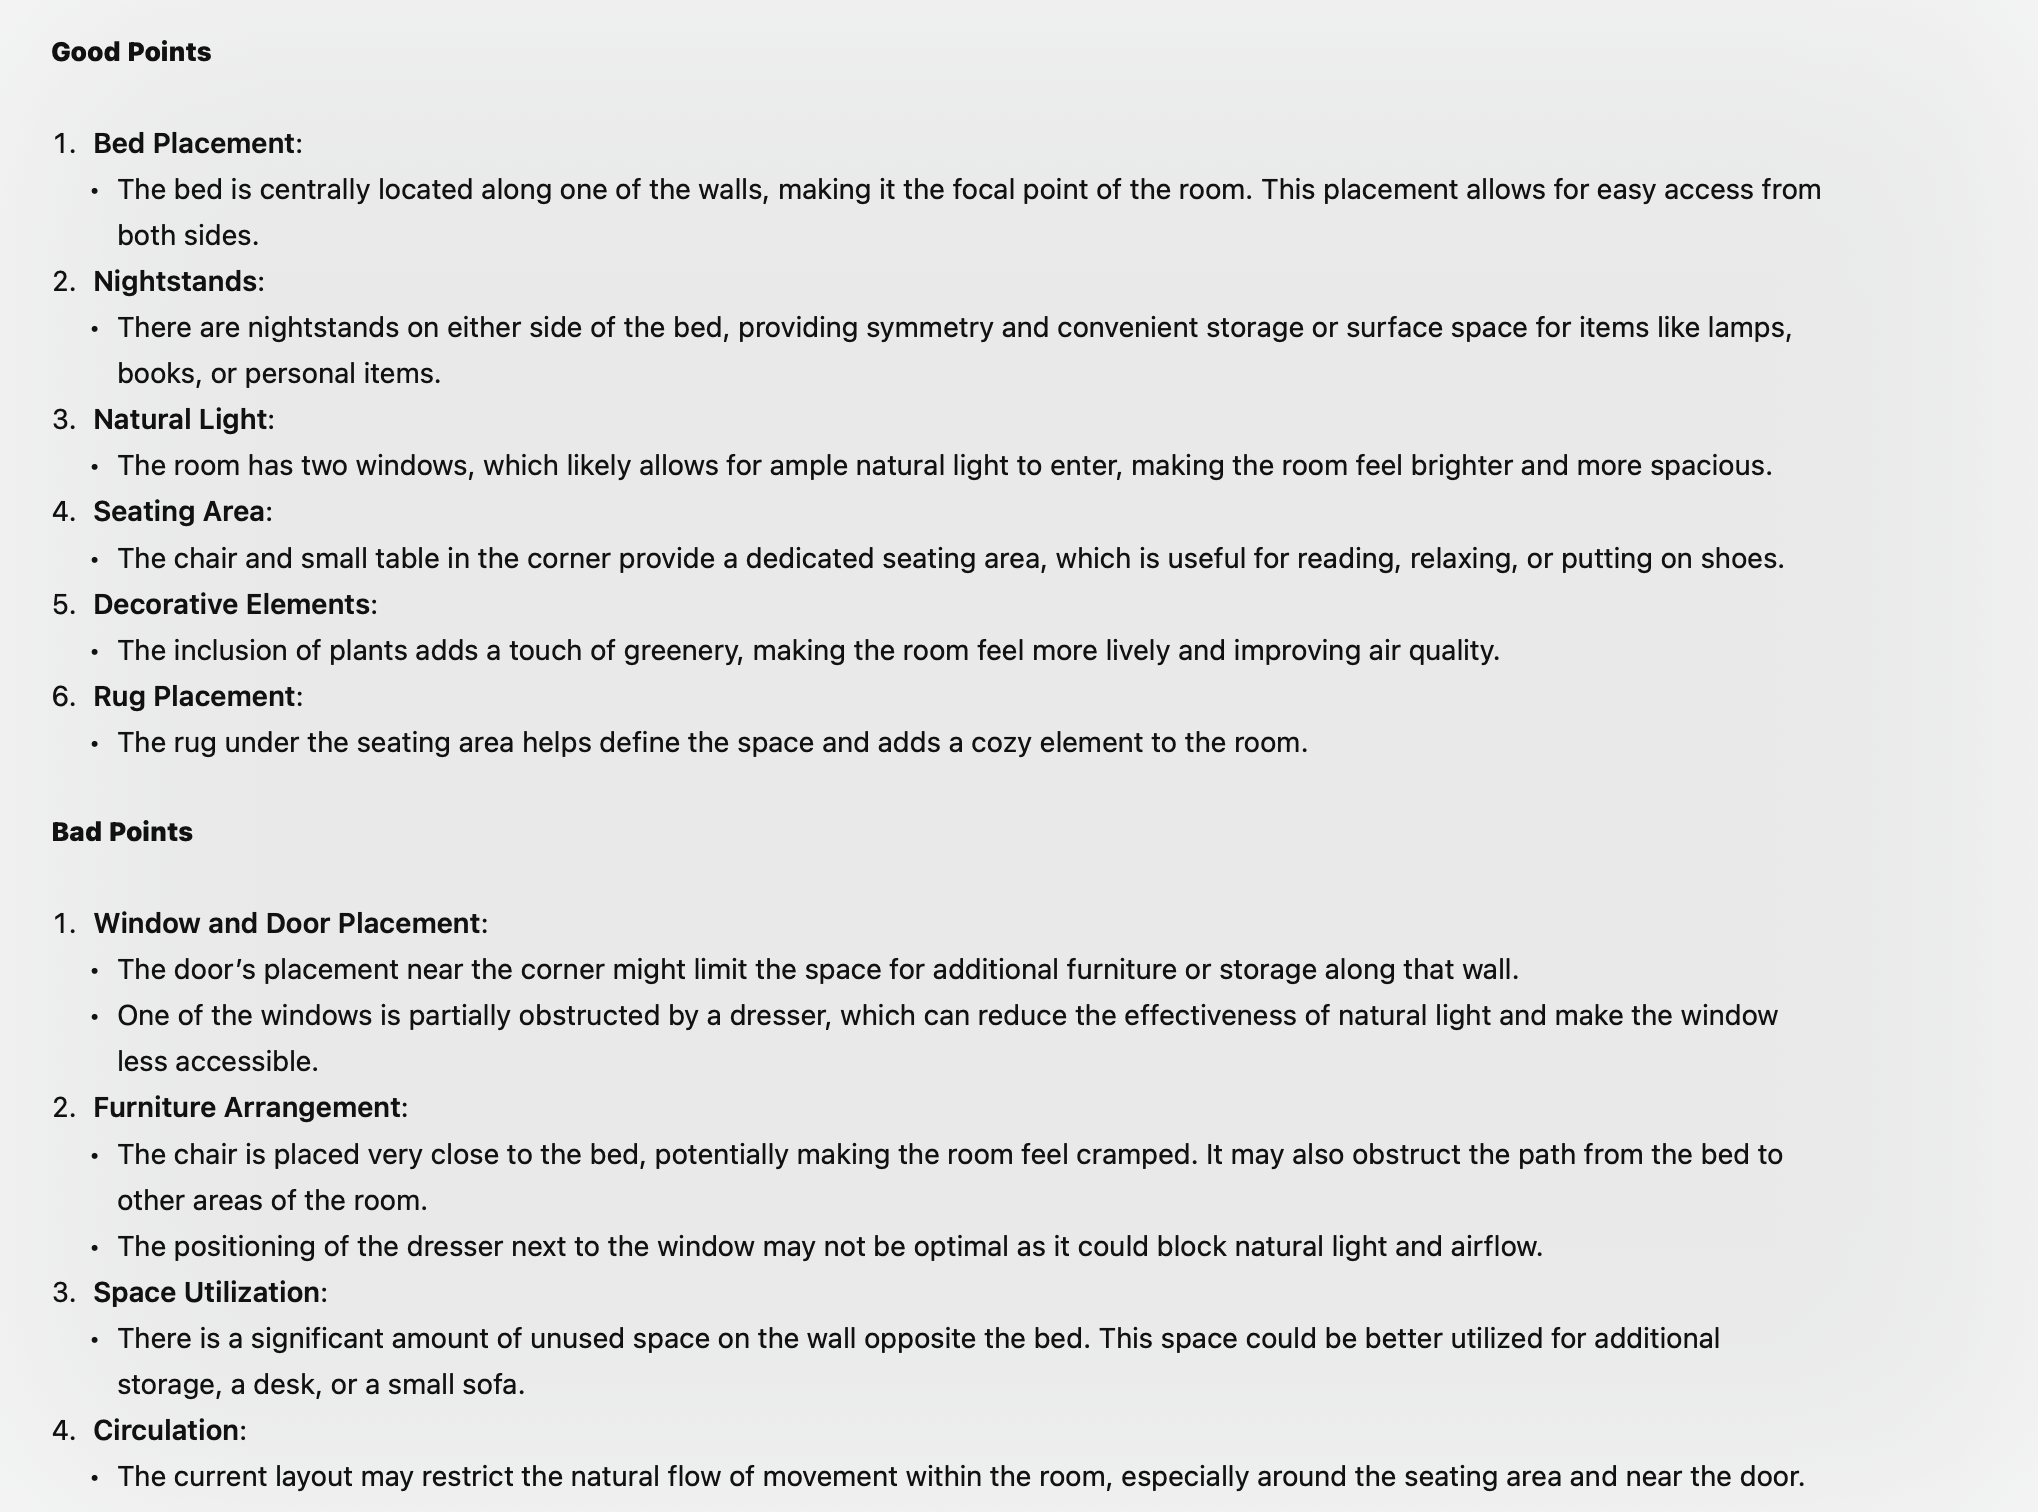 Good Points
1. Bed Placement:
• The bed is centrally located along one of the walls, making it the focal point of the room. This placement allows for easy access from
both sides.
2. Nightstands:
• There are nightstands on either side of the bed, providing symmetry and convenient storage or surface space for items like lamps,
books, or personal items.
3. Natural Light:
• The room has two windows, which likely allows for ample natural light to enter, making the room feel brighter and more spacious.
4. Seating Area:
• The chair and small table in the corner provide a dedicated seating area, which is useful for reading, relaxing, or putting on shoes.
5. Decorative Elements:
• The inclusion of plants adds a touch of greenery, making the room feel more lively and improving air quality.
6. Rug Placement:
• The rug under the seating area helps define the space and adds a cozy element to the room.
Bad Points
1. Window and Door Placement:
• The door’s placement near the corner might limit the space for additional furniture or storage along that wall.
• One of the windows is partially obstructed by a dresser, which can reduce the effectiveness of natural light and make the window
less accessible.
2. Furniture Arrangement:
• The chair is placed very close to the bed, potentially making the room feel cramped. It may also obstruct the path from the bed to
other areas of the room.
• The positioning of the dresser next to the window may not be optimal as it could block natural light and airflow.
3. Space Utilization:
• There is a significant amount of unused space on the wall opposite the bed. This space could be better utilized for additional
storage, a desk, or a small sofa.
4. Circulation:
• The current layout may restrict the natural flow of movement within the room, especially around the seating area and near the door.